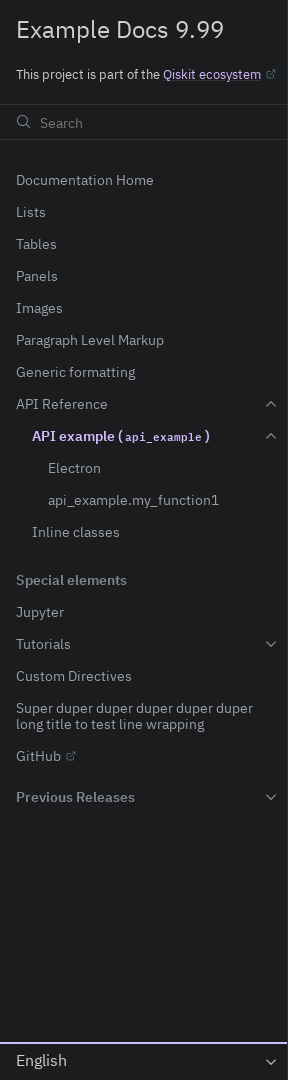 Example Docs 9.99
This project is part of the Qiskit ecosystem
Search
Documentation Home
Lists
Tables
Panels
Images
Paragraph Level Markup
Generic formatting
API Reference
API example (api_example)
Electron
api_example.my_function1
Inline classes
Special elements
Jupyter
Tutorials
Custom Directives
Super duper duper duper duper duper
long title to test line wrapping
GitHub
Previous Releases
English